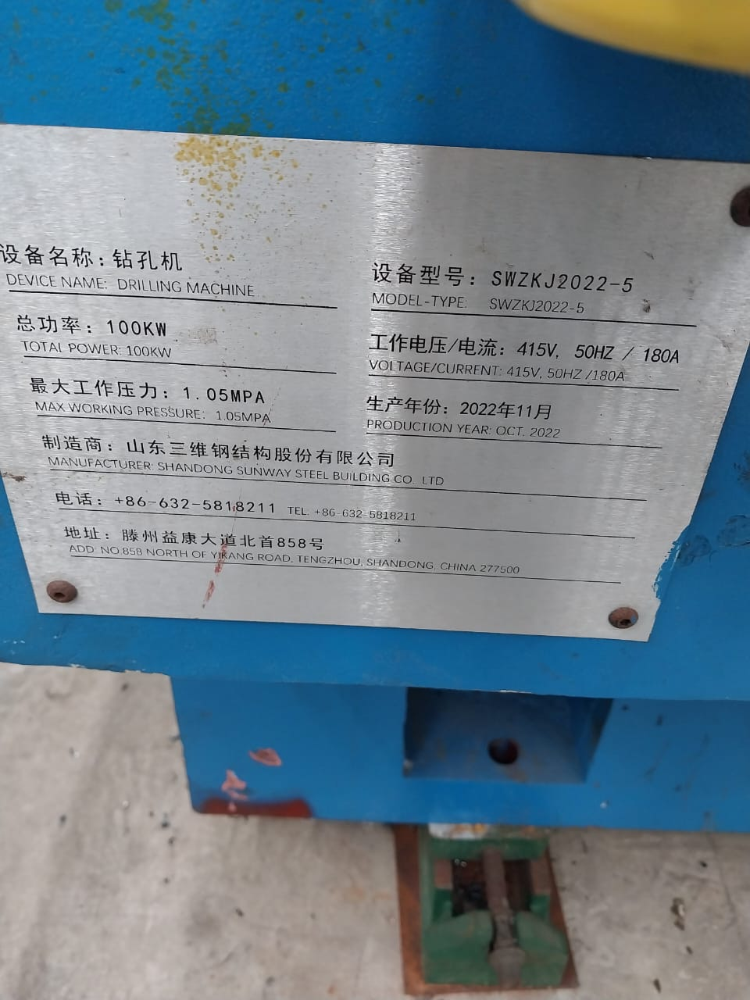 设备名称: 钻孔机
DEVICE NAME: DRILLING MACHINE
设备型号: SWZKJ2022-5
MODEL-TYPE: SWZKJ2022-5
总功率: 100KW
TOTAL POWER: 100KW
工作电压/电流: 415V, 50HZ / 180A
VOLTAGE/CURRENT: 415V, 50HZ /180A
最大工作压力: 1.05MPA
MAX WORKING PRESSURE: 1.05MPA
生产年份: 2022年11月
PRODUCTION YEAR: OCT. 2022
制造商: 山东三维钢结构股份有限公司
MANUFACTURER: SHANDONG SUNWAY STEEL BUILDING CO. LTD
电话: +86-632-5818211 TEL: +86-632-5818211
地址: 滕州益康大道北首858号
ADD: NO.858 NORTH OF YIKANG ROAD, TENGZHOU, SHANDONG, CHINA 277500